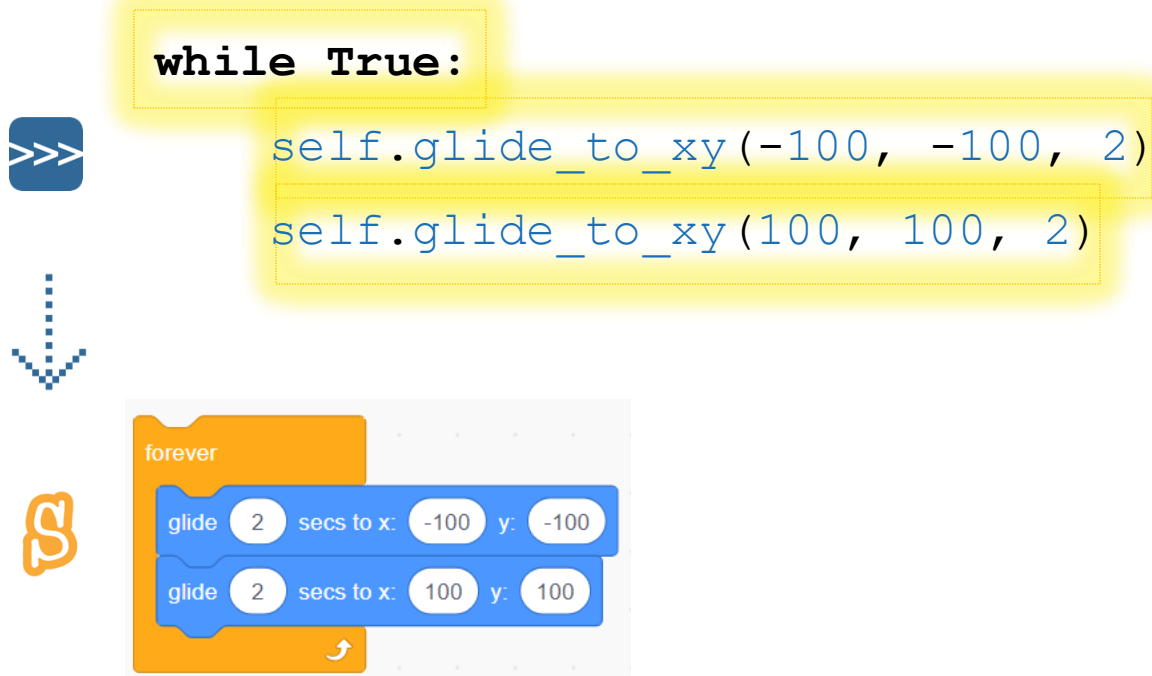 while True:
>>>
self.glide_to_xy(-100, -100, 2)
self.glide_to_xy(100, 100, 2)
forever
glide 2 secs to x: -100 y: -100
glide 2 secs to x: 100 y: 100
S